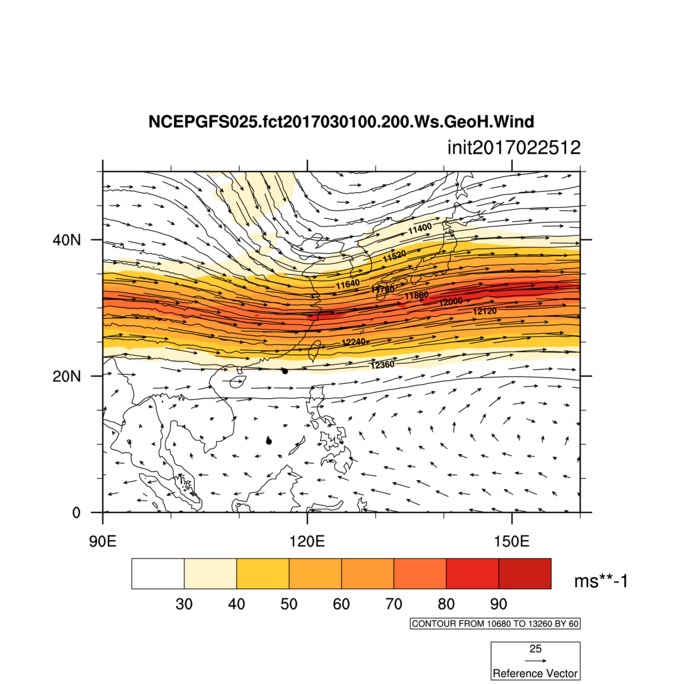 NCEPGFS025.fct2017030100.200.Ws.GeoH.Wind
init2017022512
40N
20N
0
11400
11520
11640
11760
11880
12000
12120
12240
12360
90E 120E 150E
30 40 50 60 70 80 90
ms**-1
CONTOUR FROM 10680 TO 13260 BY 60
25
Reference Vector